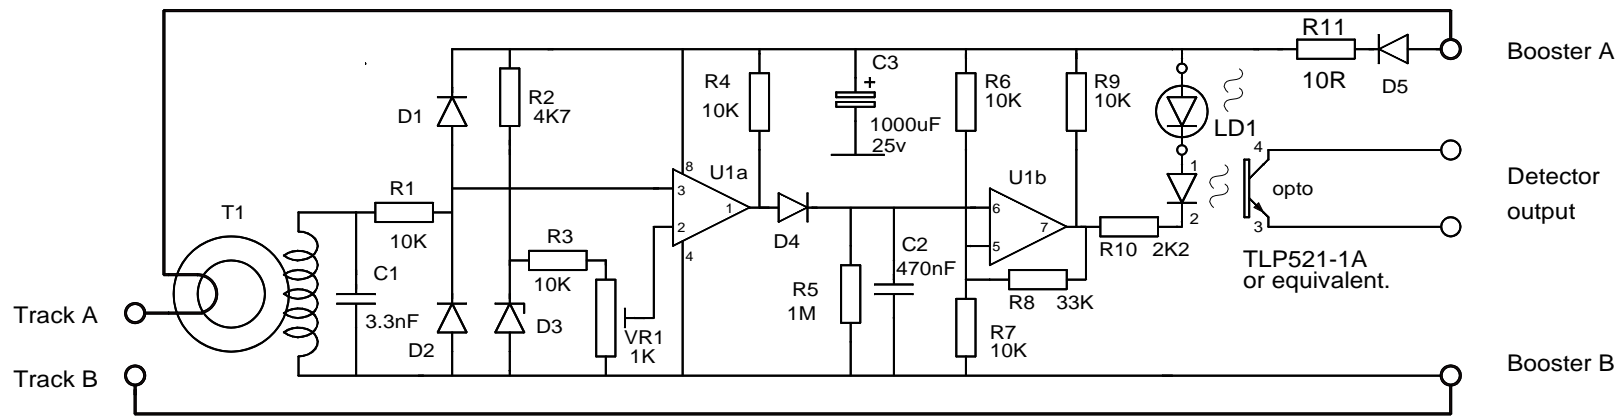 R11
Booster A
C3
R4
R6
R9
+
R2
10R
D5
10K
10K
10K
4K7
D1
1000uF
LD1
25v
4
1
8
U1a
U1b
Detector
R1
3
opto
output
6
T1
1
7
2
2
3
10K
D4
5
R10
2K2
R3
C2
4
TLP521-1A
C1
470nF
or equivalent.
10K
R5
R8
33K
Track A
1M
3.3nF
D3
VR1
R7
D2
1K
10K
Booster B
Track B